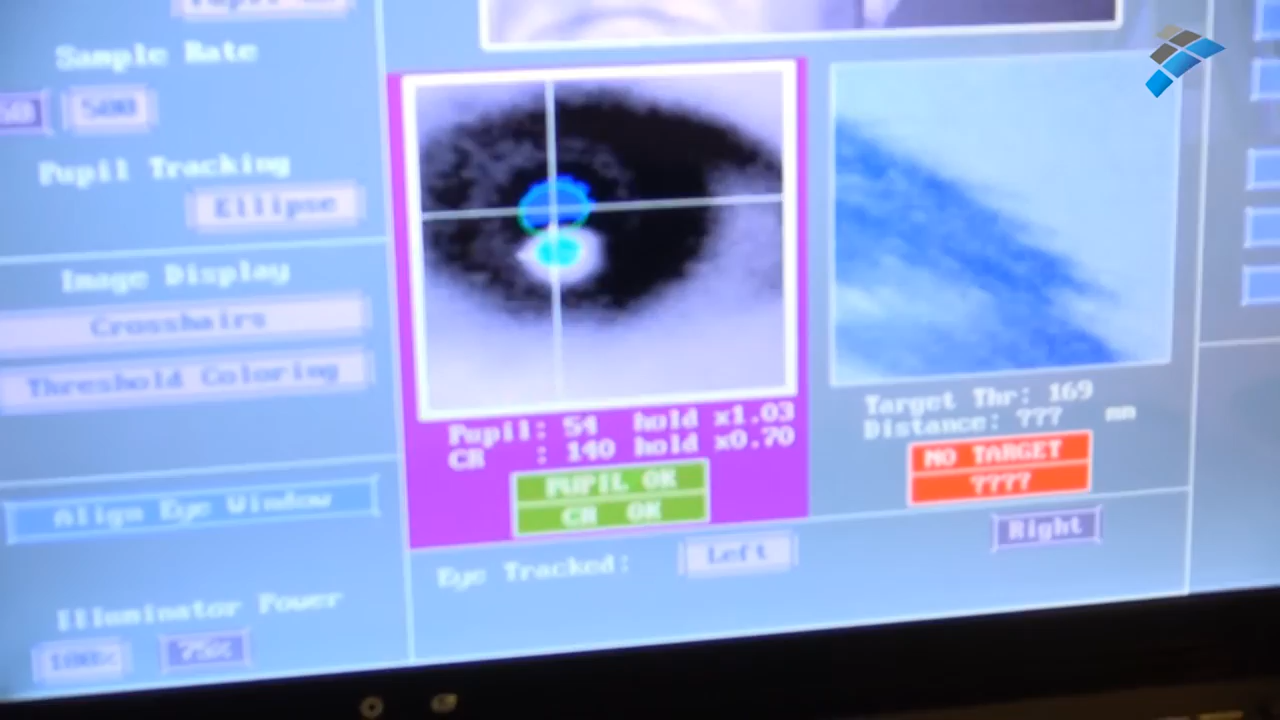 Sample Rate
500
Pupil Tracking
Ellipse
Image Display
Crosshairs
Threshold Coloring
Align Eye Window
Illuminator Power
100% 75%
Pupil: 54 hold x1.03
CR : 140 hold x0.70
PUPIL OK
CR OK
Eye Tracked: Left Right
Target Thr: 169
Distance: ??? mm
NO TARGET
????